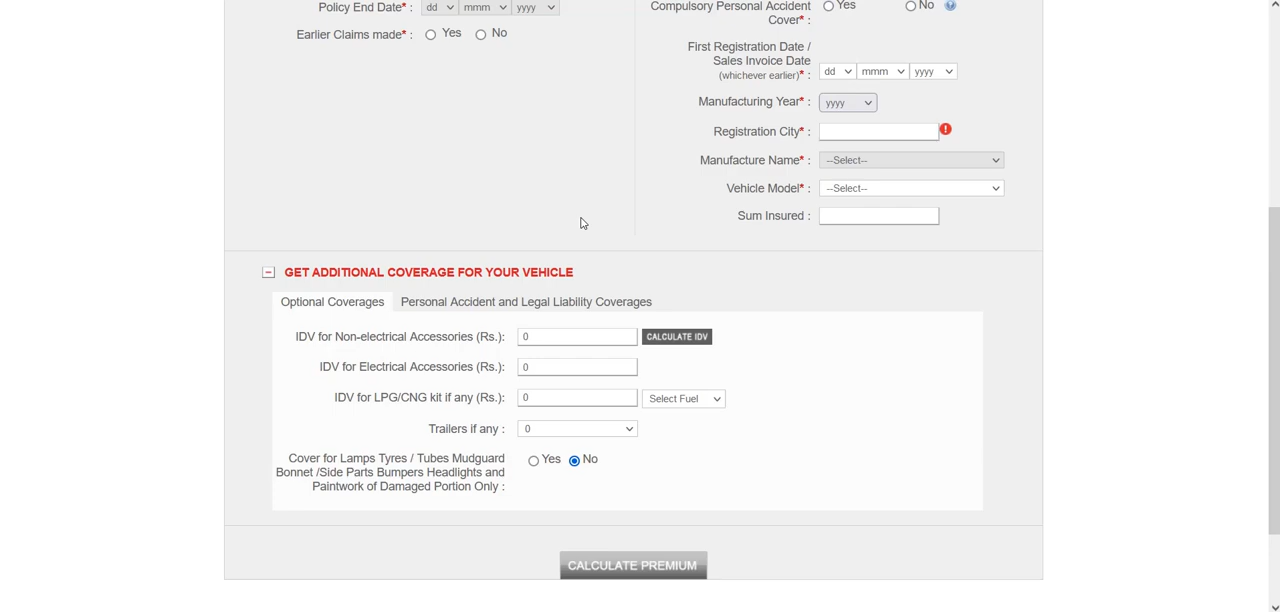 Policy End Date* : dd mmm yyyy
Earlier Claims made* : Yes No
Compulsory Personal Accident
Cover* : Yes No ?
First Registration Date /
Sales Invoice Date
(whichever earlier)* : dd mmm yyyy
Manufacturing Year* : yyyy
Registration City* : !
Manufacture Name* : --Select--
Vehicle Model* : --Select--
Sum Insured :
GET ADDITIONAL COVERAGE FOR YOUR VEHICLE
Optional Coverages Personal Accident and Legal Liability Coverages
IDV for Non-electrical Accessories (Rs.): 0 CALCULATE IDV
IDV for Electrical Accessories (Rs.): 0
IDV for LPG/CNG kit if any (Rs.): 0 Select Fuel
Trailers if any : 0
Cover for Lamps Tyres / Tubes Mudguard
Bonnet /Side Parts Bumpers Headlights and
Paintwork of Damaged Portion Only : Yes No
CALCULATE PREMIUM